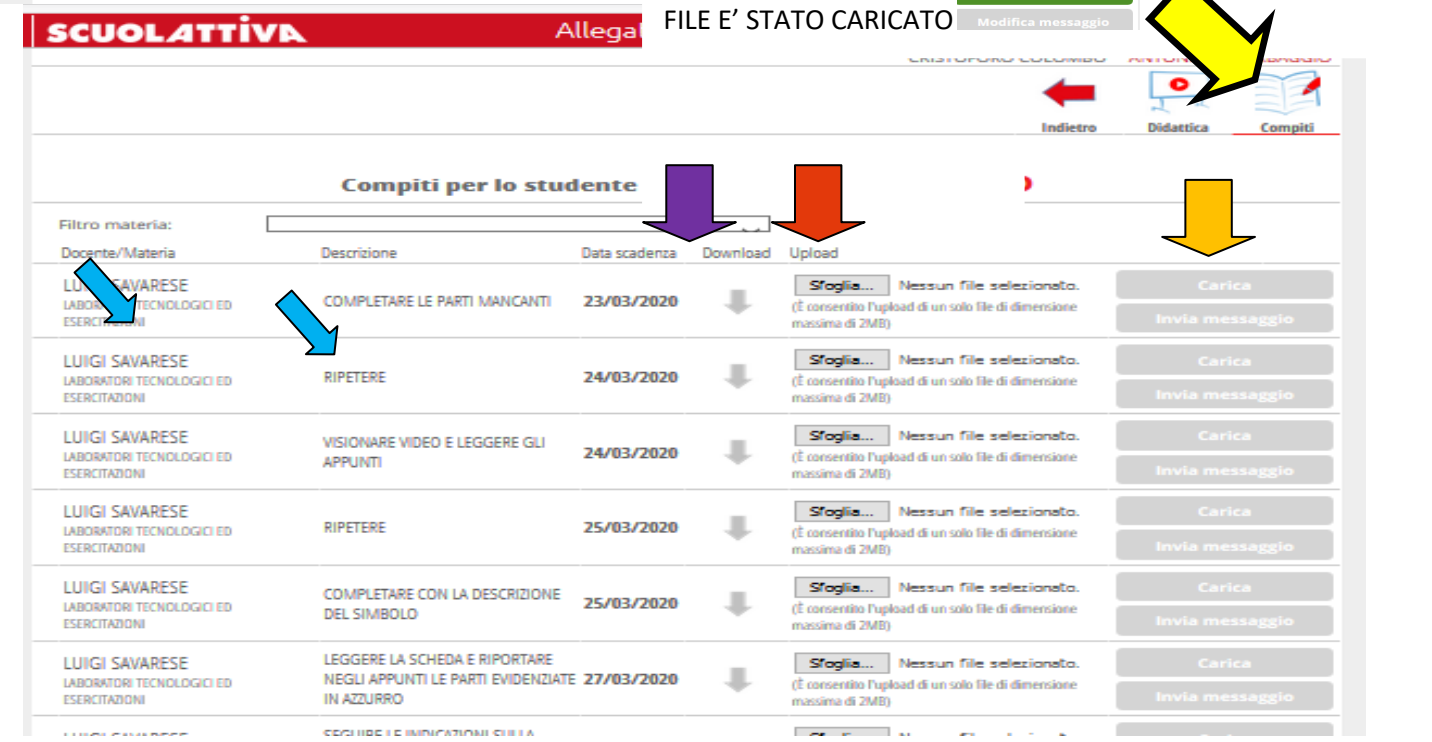 FILE E' STATO CARICATO Modifica messaggio
SCUOLATTIVA Allegat
CRISTOFORO COLOMBO
Indietro Didattica Compiti
Compiti per lo studente
Filtro materia:
Docente/Materia Descrizione Data scadenza Download Upload
SAVARESE
TECNOLOGICI ED
COMPLETARE LE PARTI MANCANTI 23/03/2020
Sfoglia... Nessun file selezionato.
(È consentito l'upload di un solo file di dimensione
massima di 2MB)
Carica
Invia messaggio
LUIGI SAVARESE
LABORATORI TECNOLOGICI ED
ESERCITAZIONI
RIPETERE 24/03/2020
Sfoglia... Nessun file selezionato.
(È consentito l'upload di un solo file di dimensione
massima di 2MB)
Carica
Invia messaggio
LUIGI SAVARESE
LABORATORI TECNOLOGICI ED
ESERCITAZIONI
VISIONARE VIDEO E LEGGERE GLI
APPUNTI
24/03/2020
Sfoglia... Nessun file selezionato.
(È consentito l'upload di un solo file di dimensione
massima di 2MB)
Carica
Invia messaggio
LUIGI SAVARESE
LABORATORI TECNOLOGICI ED
ESERCITAZIONI
RIPETERE 25/03/2020
Sfoglia... Nessun file selezionato.
(È consentito l'upload di un solo file di dimensione
massima di 2MB)
Carica
Invia messaggio
LUIGI SAVARESE
LABORATORI TECNOLOGICI ED
ESERCITAZIONI
COMPLETARE CON LA DESCRIZIONE
DEL SIMBOLO
25/03/2020
Sfoglia... Nessun file selezionato.
(È consentito l'upload di un solo file di dimensione
massima di 2MB)
Carica
Invia messaggio
LUIGI SAVARESE
LABORATORI TECNOLOGICI ED
ESERCITAZIONI
LEGGERE LA SCHEDA E RIPORTARE
NEGLI APPUNTI LE PARTI EVIDENZIATE
IN AZZURRO
27/03/2020
Sfoglia... Nessun file selezionato.
(È consentito l'upload di un solo file di dimensione
massima di 2MB)
Carica
Invia messaggio
LUIGI SAVARESE
SEGUIRE LE INDICAZIONI SULLA